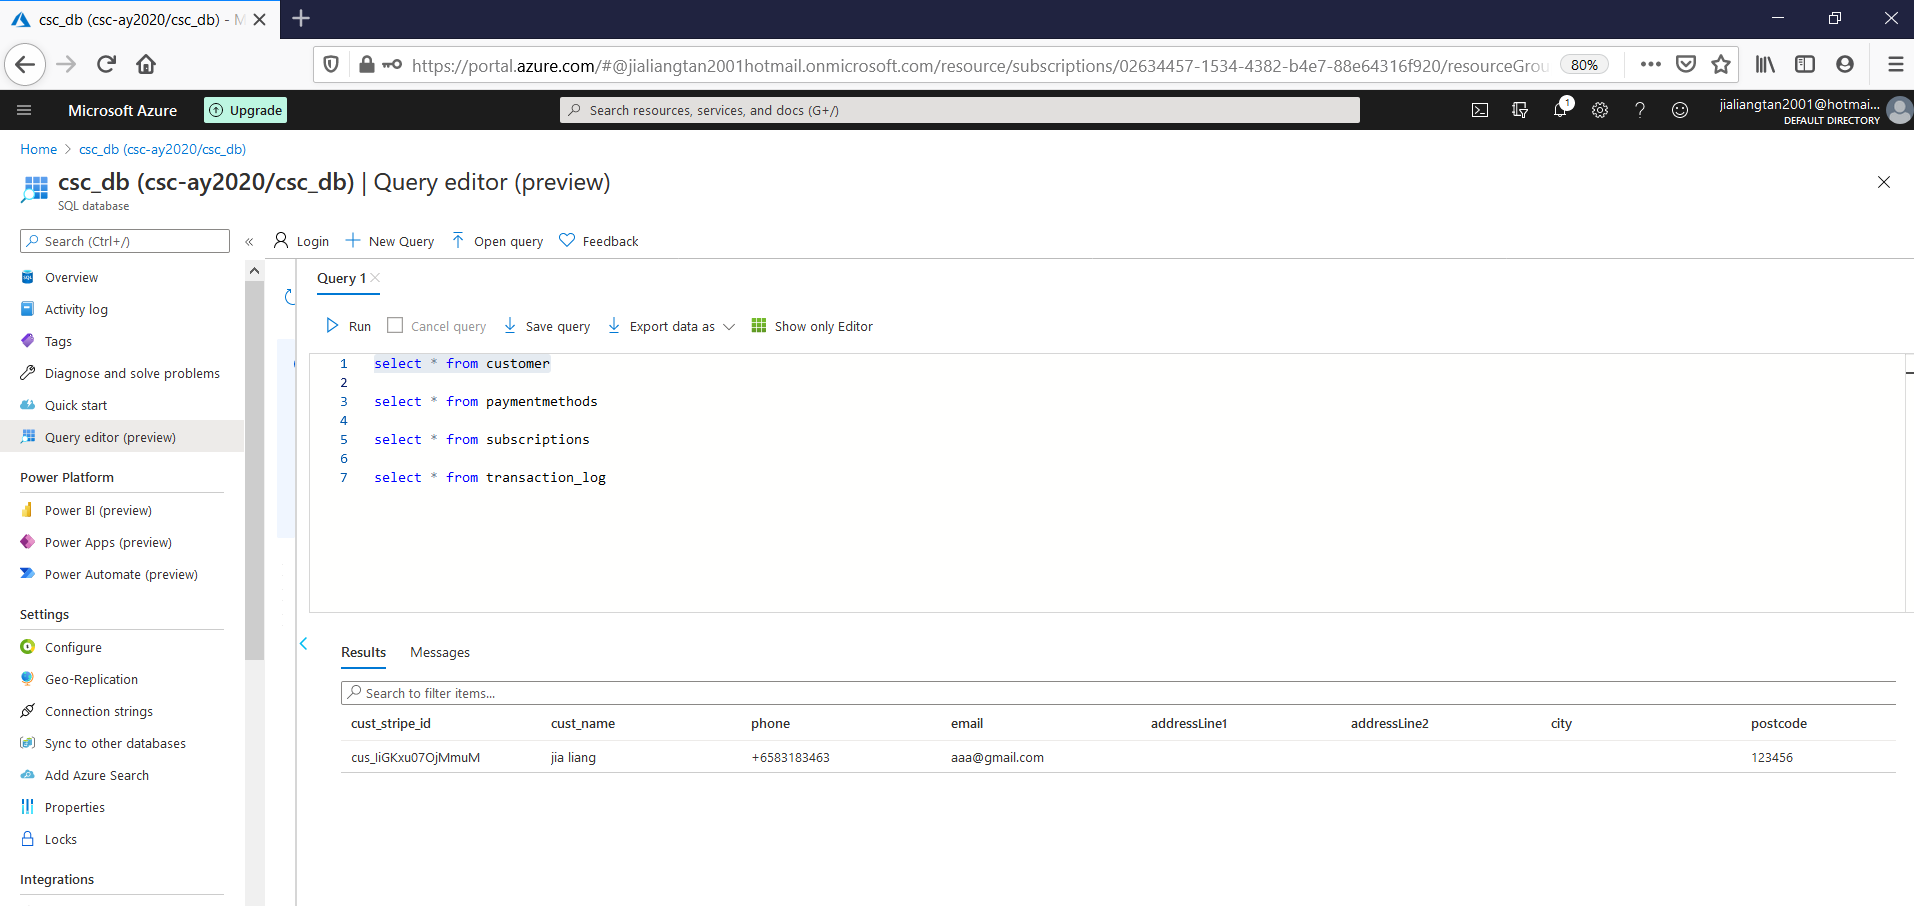 csc_db (csc-ay2020/csc_db) - M
https://portal.azure.com/#@jialiangtan2001hotmail.onmicrosoft.com/resource/subscriptions/02634457-1534-4382-b4e7-88e64316f920/resourceGrou
80%
Microsoft Azure
Upgrade
Search resources, services, and docs (G+/)
1
jialiangtan2001@hotmai...
DEFAULT DIRECTORY
Home > csc_db (csc-ay2020/csc_db)
csc_db (csc-ay2020/csc_db) | Query editor (preview)
SQL database
Search (Ctrl+/)
«
Login
New Query
Open query
Feedback
Overview
Activity log
Tags
Diagnose and solve problems
Quick start
Query editor (preview)
Power Platform
Power BI (preview)
Power Apps (preview)
Power Automate (preview)
Settings
Configure
Geo-Replication
Connection strings
Sync to other databases
Add Azure Search
Properties
Locks
Integrations
Query 1
Run
Cancel query
Save query
Export data as
Show only Editor
1 select * from customer
2
3 select * from paymentmethods
4
5 select * from subscriptions
6
7 select * from transaction_log
Results Messages
Search to filter items...
cust_stripe_id cust_name phone email addressLine1 addressLine2 city postcode
cus_IiGKxu07OjMmuM jia liang +6583183463 aaa@gmail.com 123456